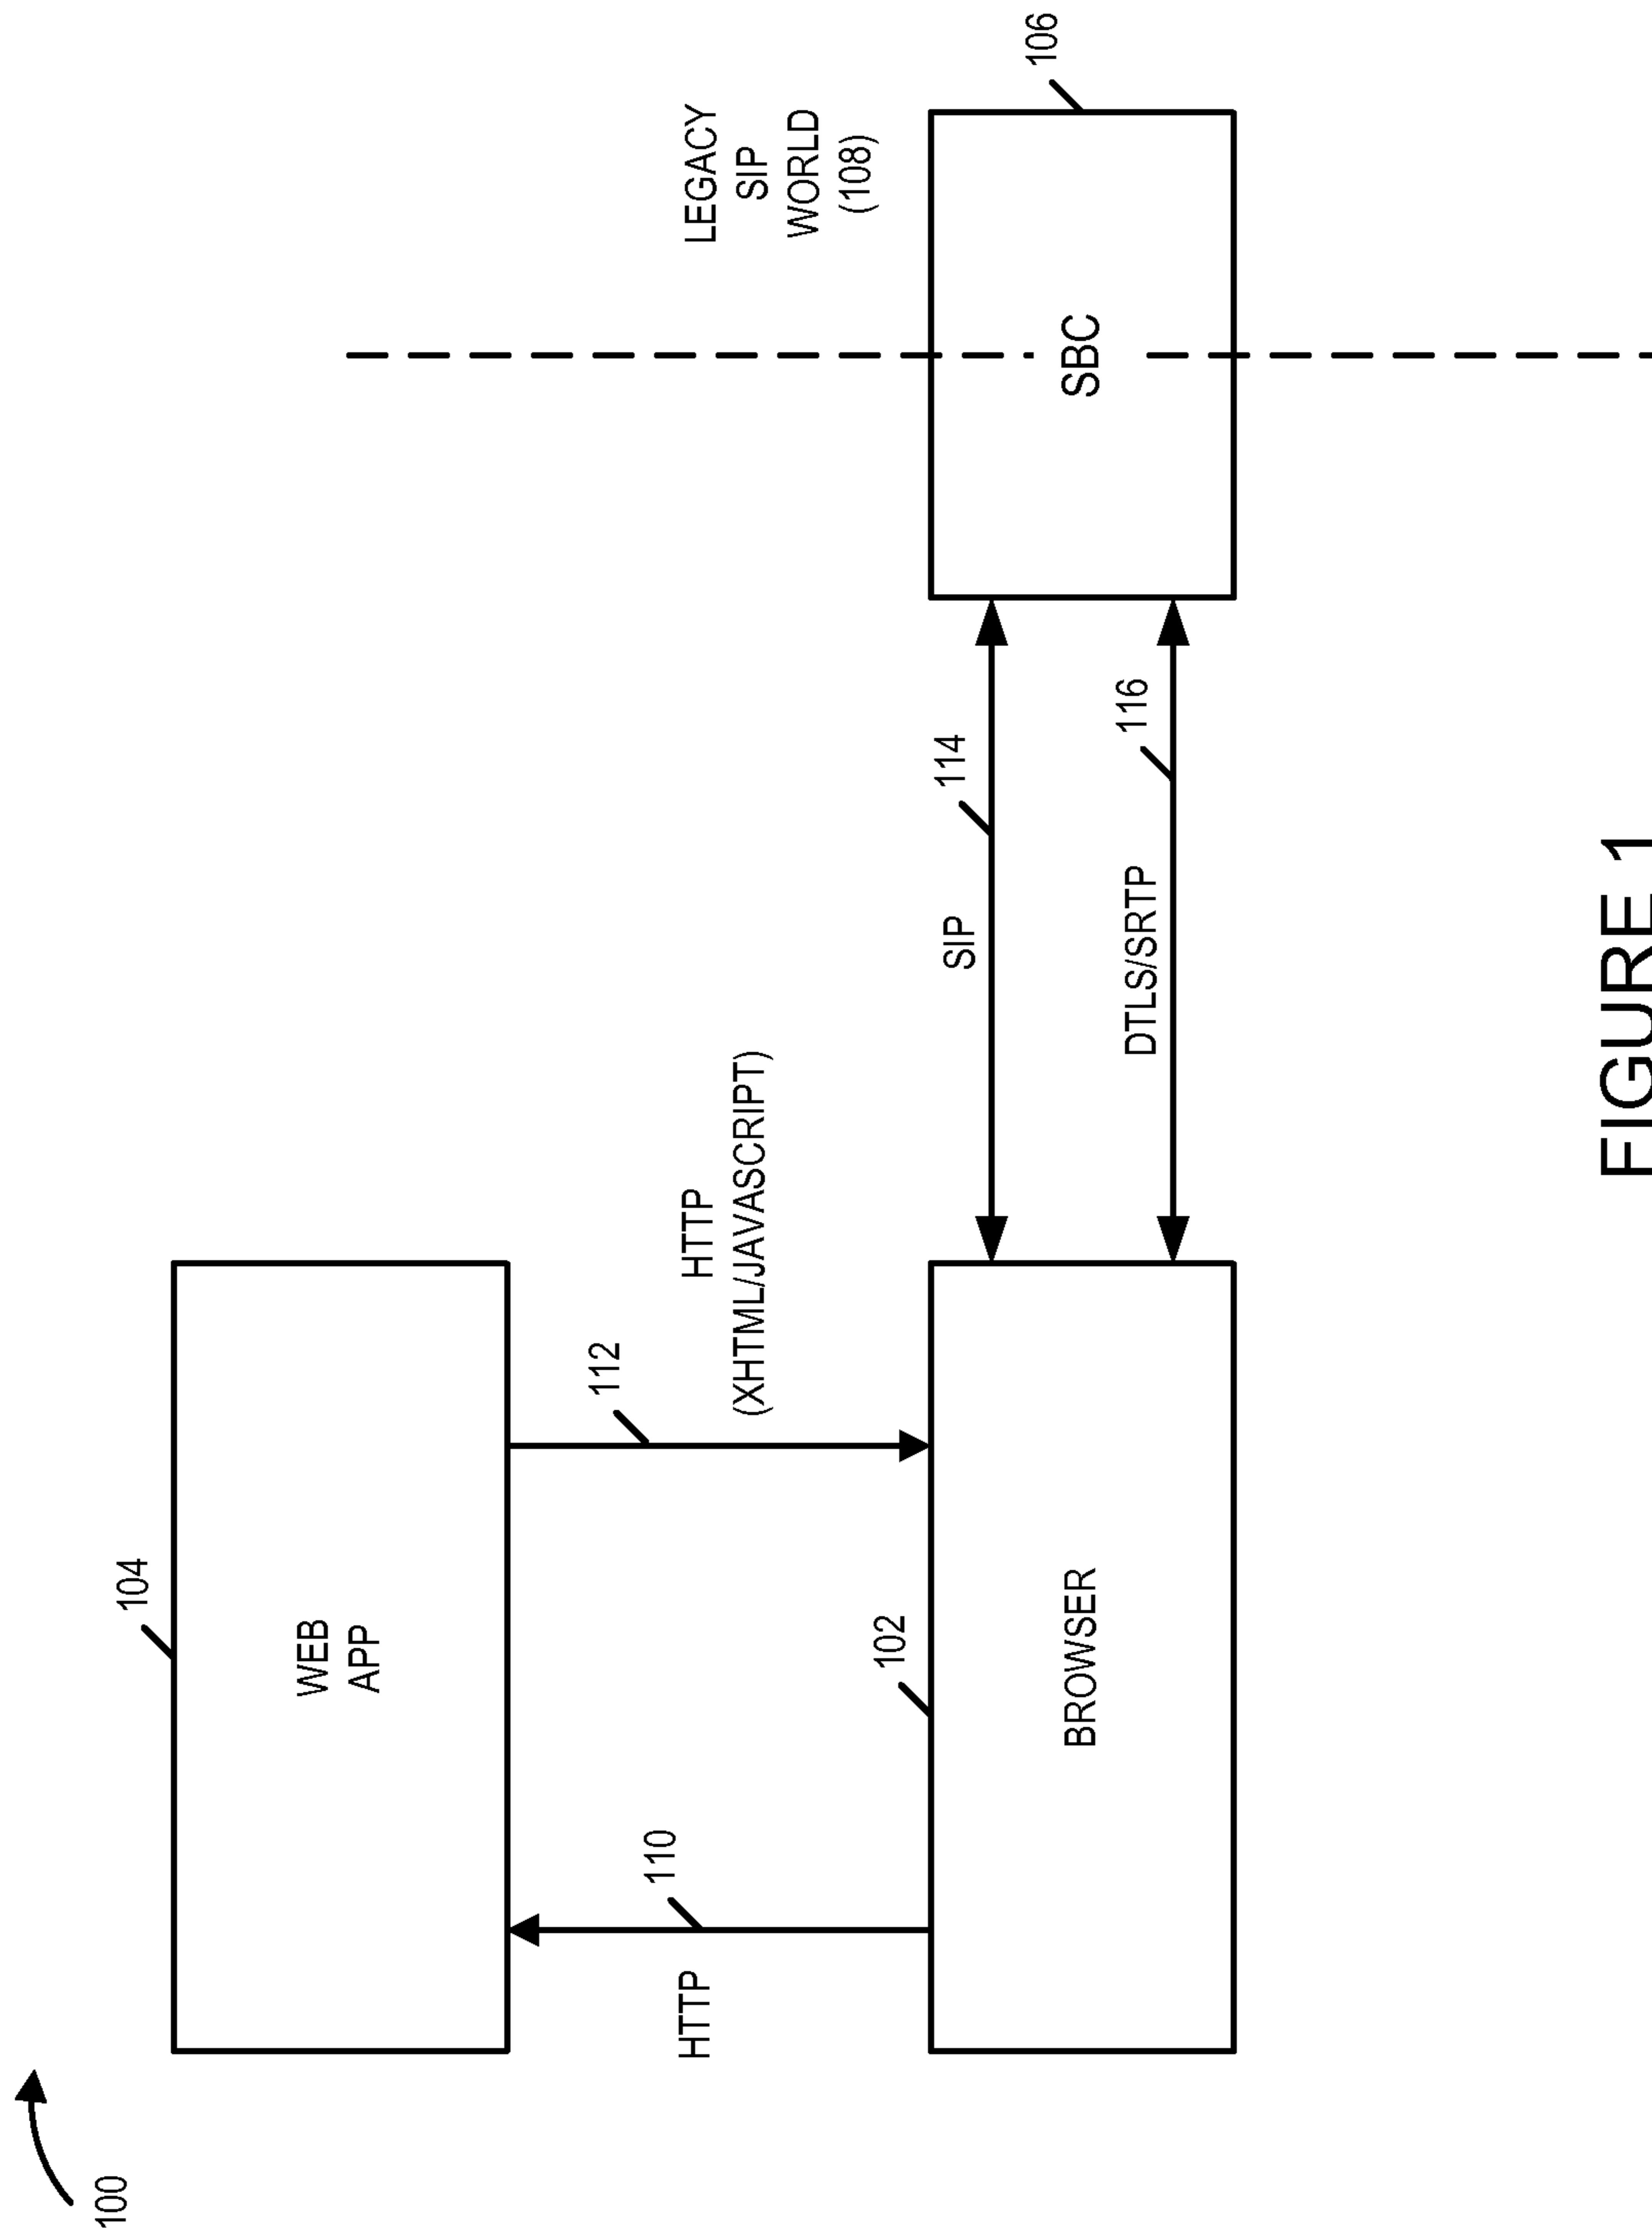 100
104
WEB
APP
HTTP
110
112
HTTP
(XHTML/JAVASCRIPT)
LEGACY
SIP
WORLD
(108)
102
BROWSER
SIP
114
DTLS/SRTP
116
106
SBC
FIGURE 1